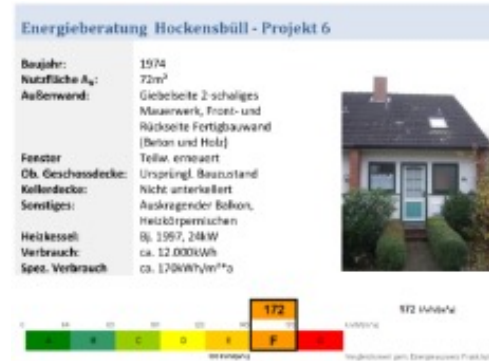 Energieberatung Hockensbüll - Projekt 6
Baujahr: 1974
Nutzfläche Aₙ: 72m²
Außenwand: Giebelseite 2-schaliges
Mauerwerk, Front- und
Rückseite Fertigbauwand
(Beton und Holz)
Fenster Teilw. erneuert
Ob. Geschossdecke: Ursprüngl. Bauzustand
Kellerdecke: Nicht unterkellert
Sonstiges: Auskragender Balkon,
Heizkörpernischen
Heizkessel: Bj. 1997, 24kW
Verbrauch: ca. 12.000kWh
Spez. Verbrauch ca. 170kWh/m²*a
172
A B C D E F G